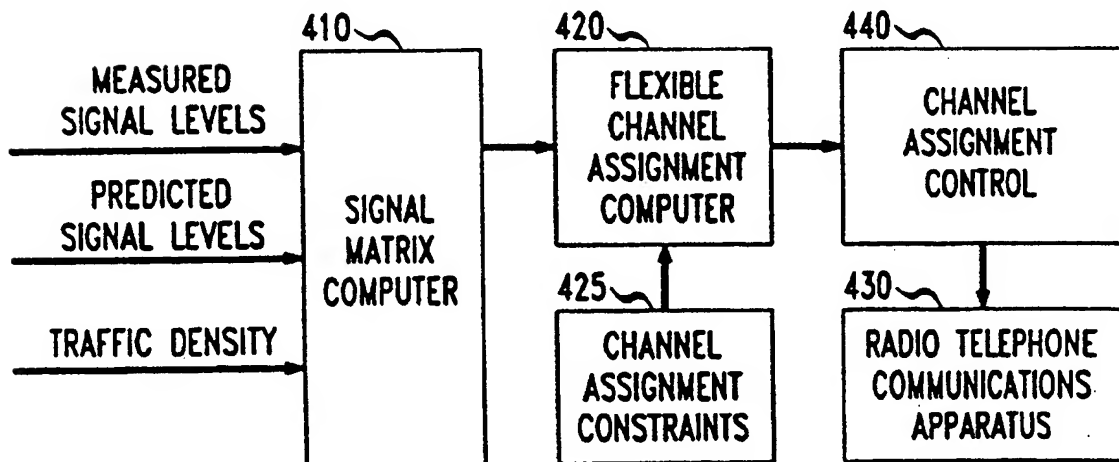 410
420
440
MEASURED
SIGNAL LEVELS
PREDICTED
SIGNAL LEVELS
TRAFFIC DENSITY
SIGNAL
MATRIX
COMPUTER
FLEXIBLE
CHANNEL
ASSIGNMENT
COMPUTER
CHANNEL
ASSIGNMENT
CONTROL
425
430
CHANNEL
ASSIGNMENT
CONSTRAINTS
RADIO TELEPHONE
COMMUNICATIONS
APPARATUS